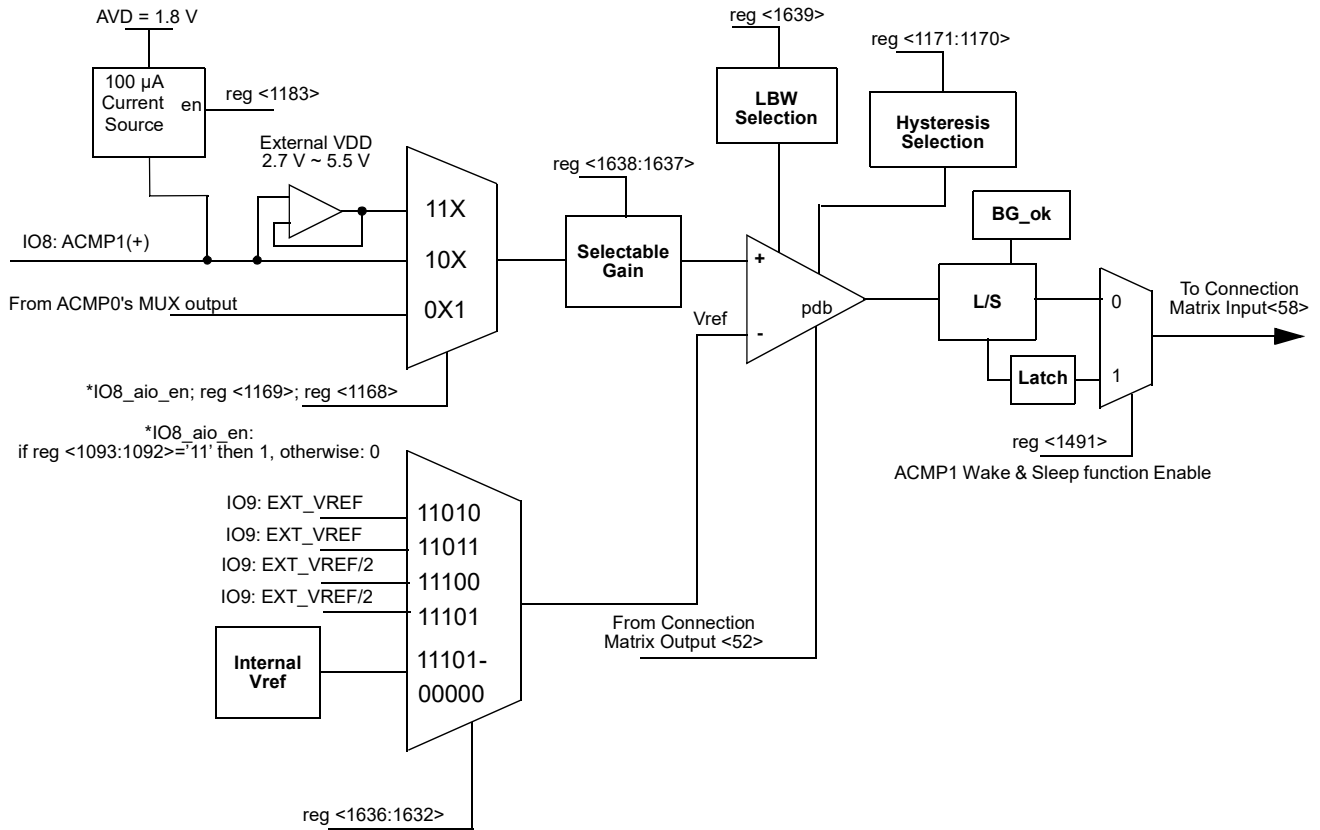 AVD = 1.8 V
100 µA
Current
Source
en
reg <1183>
External VDD
2.7 V ~ 5.5 V
IO8: ACMP1(+)
From ACMP0's MUX output
11X
10X
0X1
*IO8_aio_en; reg <1169>; reg <1168>
*IO8_aio_en:
if reg <1093:1092>='11' then 1, otherwise: 0
reg <1638:1637>
Selectable
Gain
reg <1639>
LBW
Selection
reg <1171:1170>
Hysteresis
Selection
+
-
pdb
Vref
BG_ok
L/S
Latch
0
1
To Connection
Matrix Input<58>
reg <1491>
ACMP1 Wake & Sleep function Enable
IO9: EXT_VREF
IO9: EXT_VREF
IO9: EXT_VREF/2
IO9: EXT_VREF/2
Internal
Vref
11010
11011
11100
11101
11101-
00000
From Connection
Matrix Output <52>
reg <1636:1632>